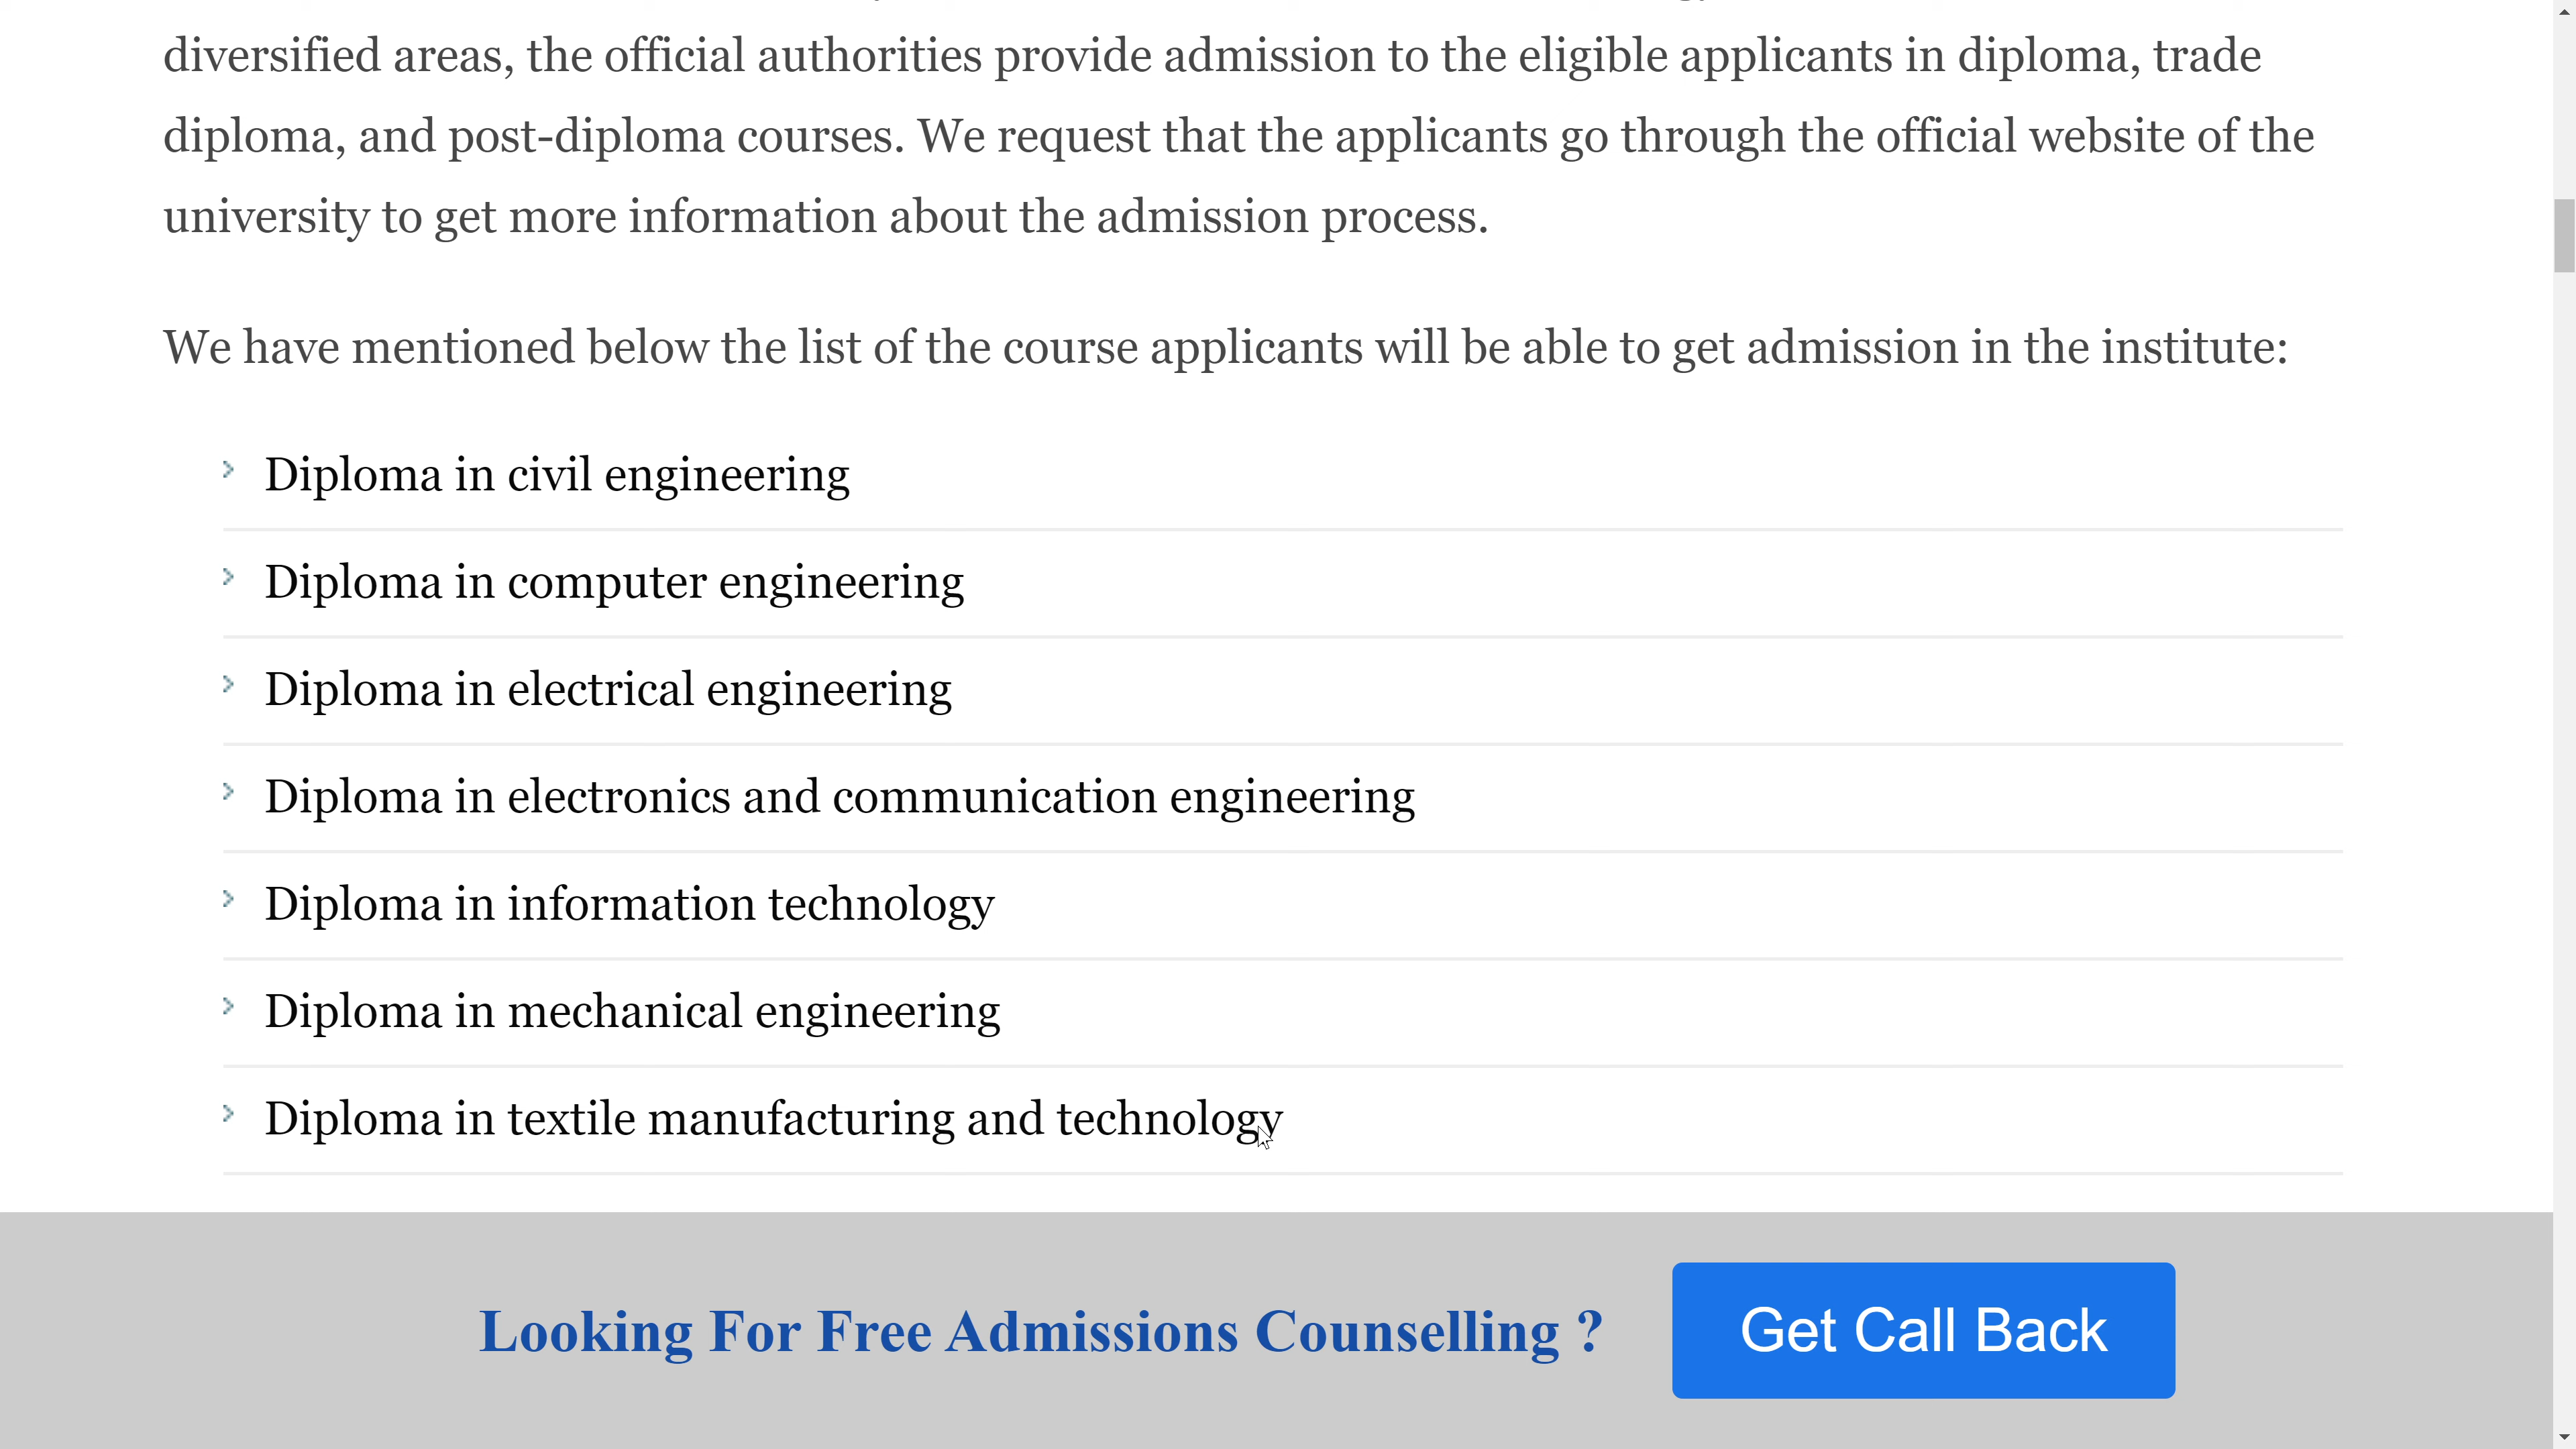 diversified areas, the official authorities provide admission to the eligible applicants in diploma, trade
diploma, and post-diploma courses. We request that the applicants go through the official website of the
university to get more information about the admission process.
We have mentioned below the list of the course applicants will be able to get admission in the institute:
Diploma in civil engineering
Diploma in computer engineering
Diploma in electrical engineering
Diploma in electronics and communication engineering
Diploma in information technology
Diploma in mechanical engineering
Diploma in textile manufacturing and technology
Looking For Free Admissions Counselling ?
Get Call Back